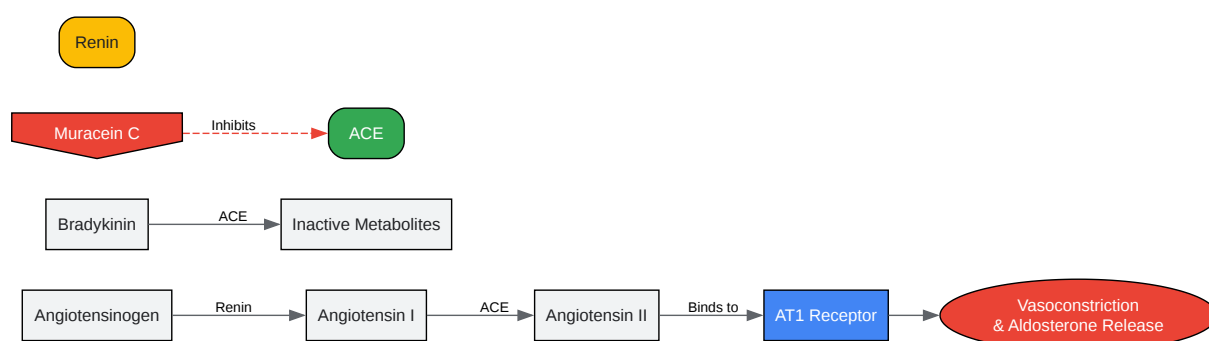 Renin
Muracein C
Inhibits
ACE
Bradykinin
ACE
Inactive Metabolites
Angiotensinogen
Renin
Angiotensin I
ACE
Angiotensin II
Binds to
AT1 Receptor
Vasoconstriction
& Aldosterone Release